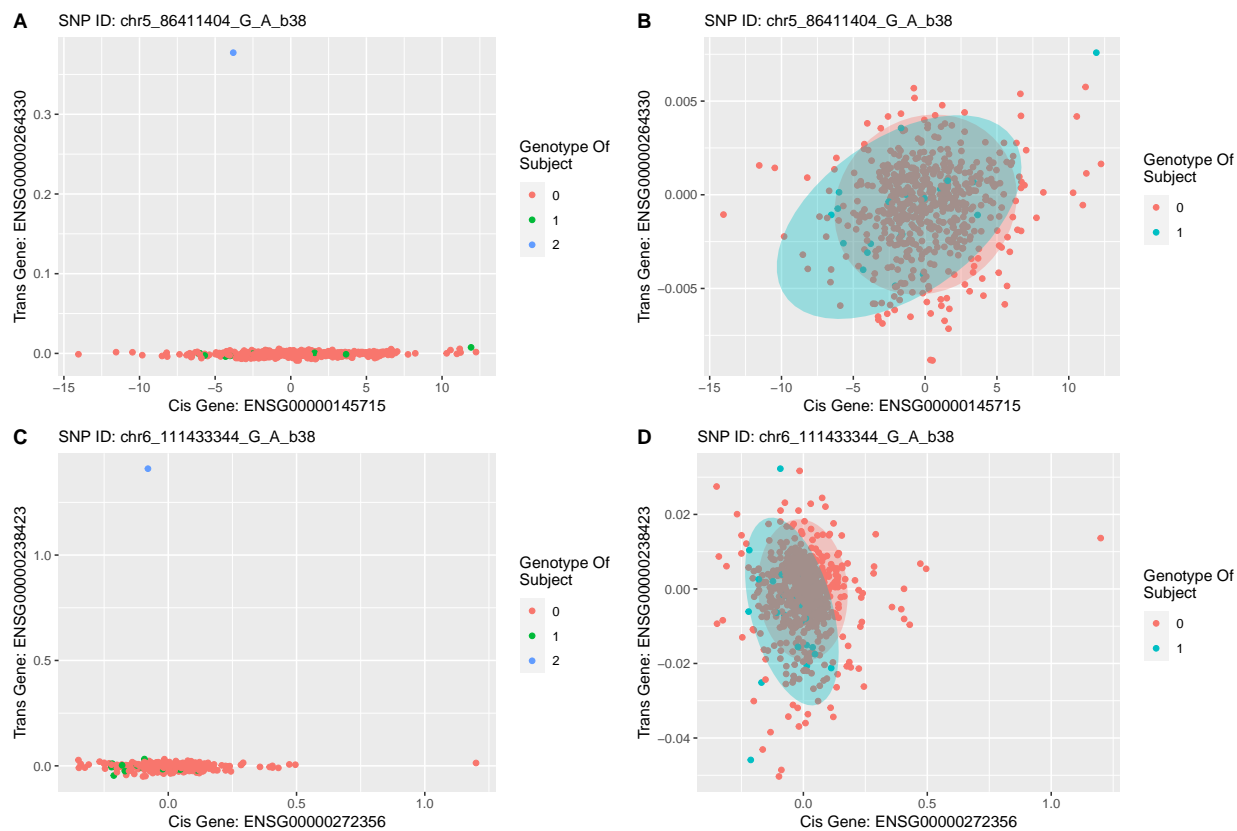 A
SNP ID: chr5_86411404_G_A_b38
Trans Gene: ENSG00000264330
0.3
0.2
0.1
0.0
−15
−10
−5
0
5
10
Cis Gene: ENSG00000145715
Genotype Of
Subject
0
1
2
B
SNP ID: chr5_86411404_G_A_b38
Trans Gene: ENSG00000264330
0.005
0.000
−0.005
−15
−10
−5
0
5
10
Cis Gene: ENSG00000145715
Genotype Of
Subject
0
1
C
SNP ID: chr6_111433344_G_A_b38
Trans Gene: ENSG00000238423
1.0
0.5
0.0
0.0
0.5
1.0
Cis Gene: ENSG00000272356
Genotype Of
Subject
0
1
2
D
SNP ID: chr6_111433344_G_A_b38
Trans Gene: ENSG00000238423
0.02
0.00
−0.02
−0.04
0.0
0.5
1.0
Cis Gene: ENSG00000272356
Genotype Of
Subject
0
1